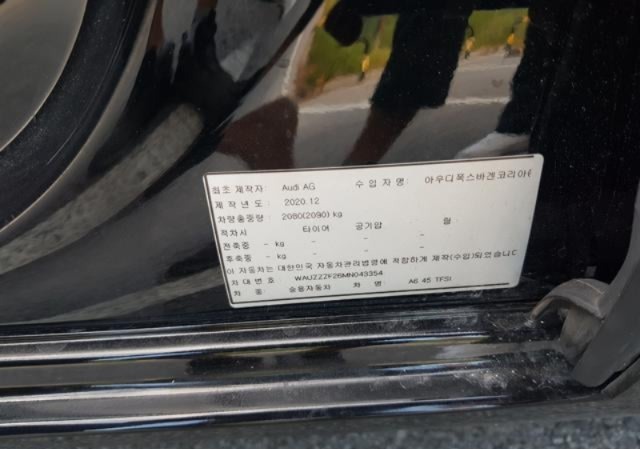 최초 제작자: Audi AG 수 입 자 명: 아우디폭스바겐코리아(
제 작 년 도: 2020.12
차량총중량: 2080(2090) kg
적차시 타이어 공기압 휠
전축중 - kg - - -
후축중 - kg - - -
이 자동차는 대한민국 자동차관리법령에 적합하게 제작(수입)되었습니다
차 대 번 호: WAUZZZF26MN043354
차 종: 승용자동차 차 명: A6 45 TFSI